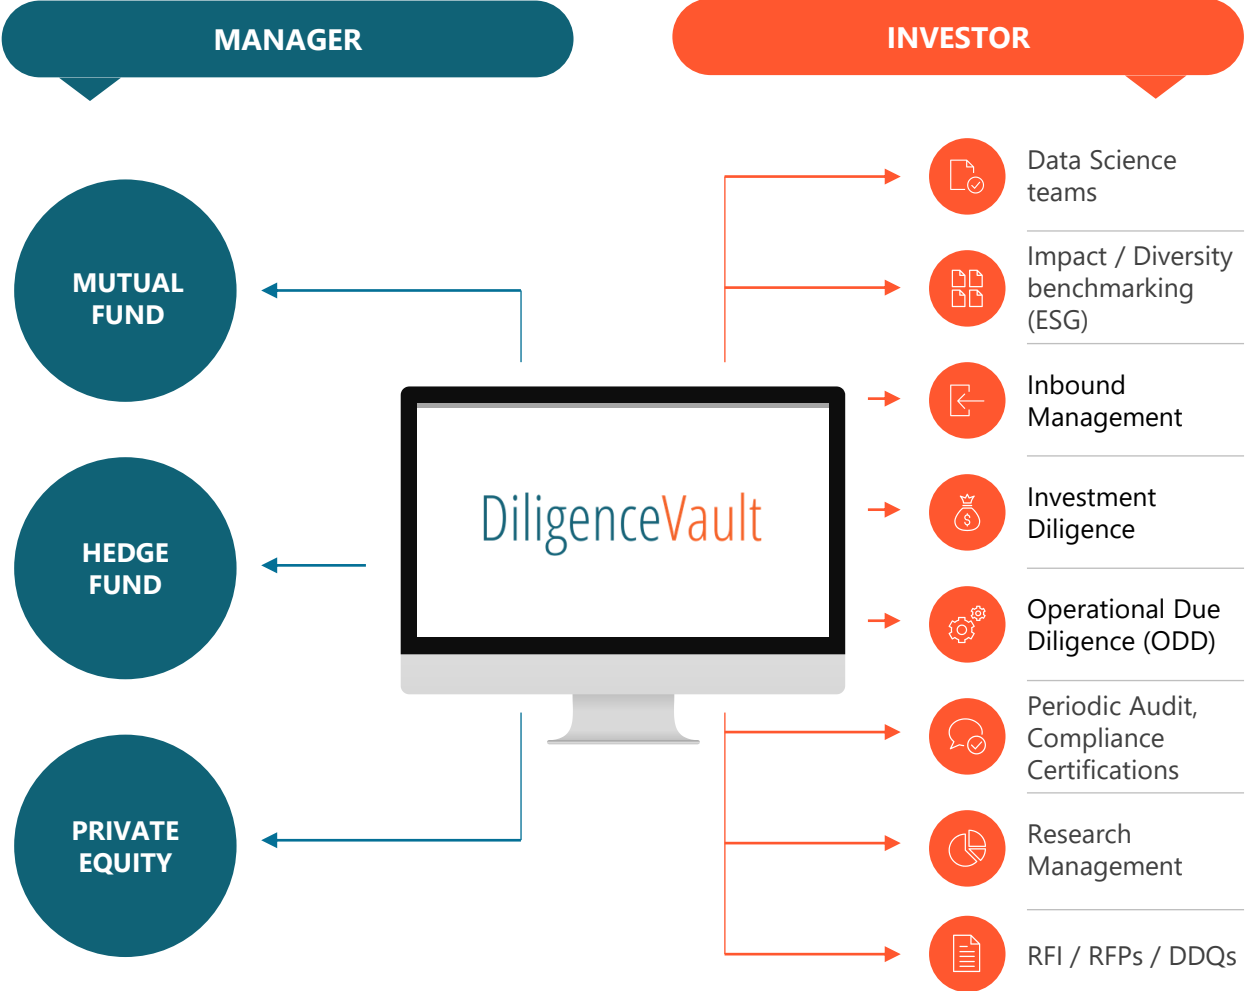 MANAGER
INVESTOR
MUTUAL
FUND
HEDGE
FUND
PRIVATE
EQUITY
DiligenceVault
Data Science
teams
Impact / Diversity
benchmarking
(ESG)
Inbound
Management
Investment
Diligence
Operational Due
Diligence (ODD)
Periodic Audit,
Compliance
Certifications
Research
Management
RFI / RFPs / DDQs